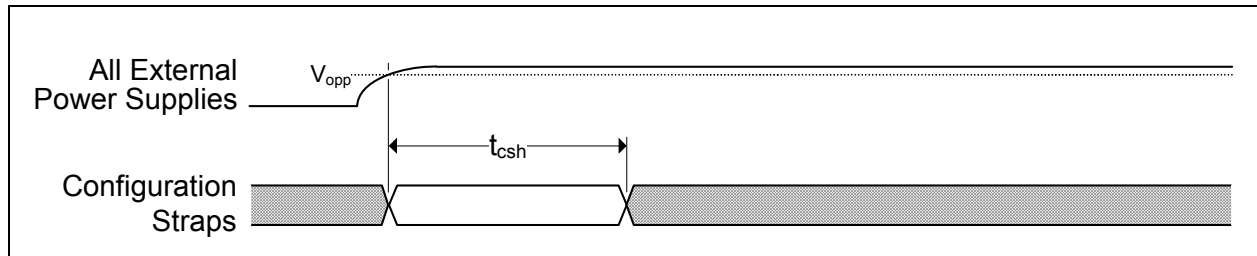 All External
Power Supplies
Vopp
tcsh
Configuration
Straps